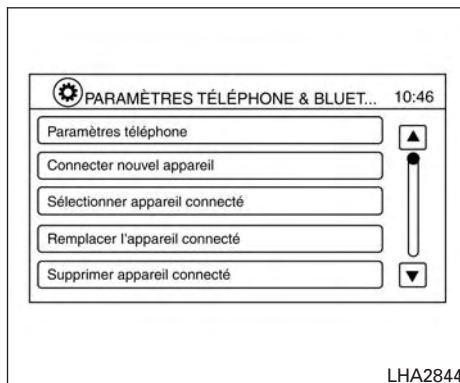 PARAMÈTRES TÉLÉPHONE & BLUET... 10:46
Paramètres téléphone
Connecter nouvel appareil
Sélectionner appareil connecté
Remplacer l'appareil connecté
Supprimer appareil connecté
LHA2844